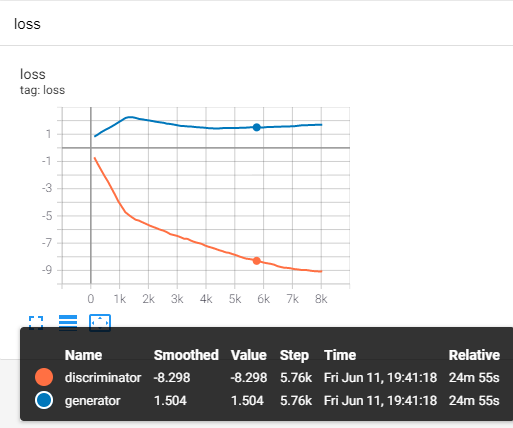 loss
loss
tag: loss
1
-1
-3
-5
-7
-9
0 1k 2k 3k 4k 5k 6k 7k 8k
Name Smoothed Value Step Time Relative
discriminator -8.298 -8.298 5.76k Fri Jun 11, 19:41:18 24m 55s
generator 1.504 1.504 5.76k Fri Jun 11, 19:41:18 24m 55s